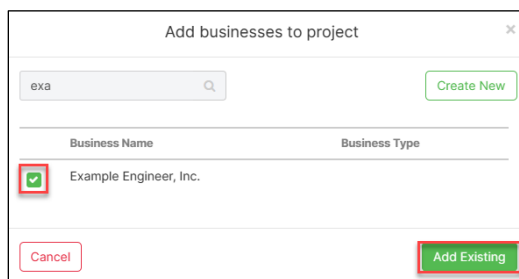 Add businesses to project
exa
Create New
Business Name Business Type
Example Engineer, Inc.
Cancel Add Existing